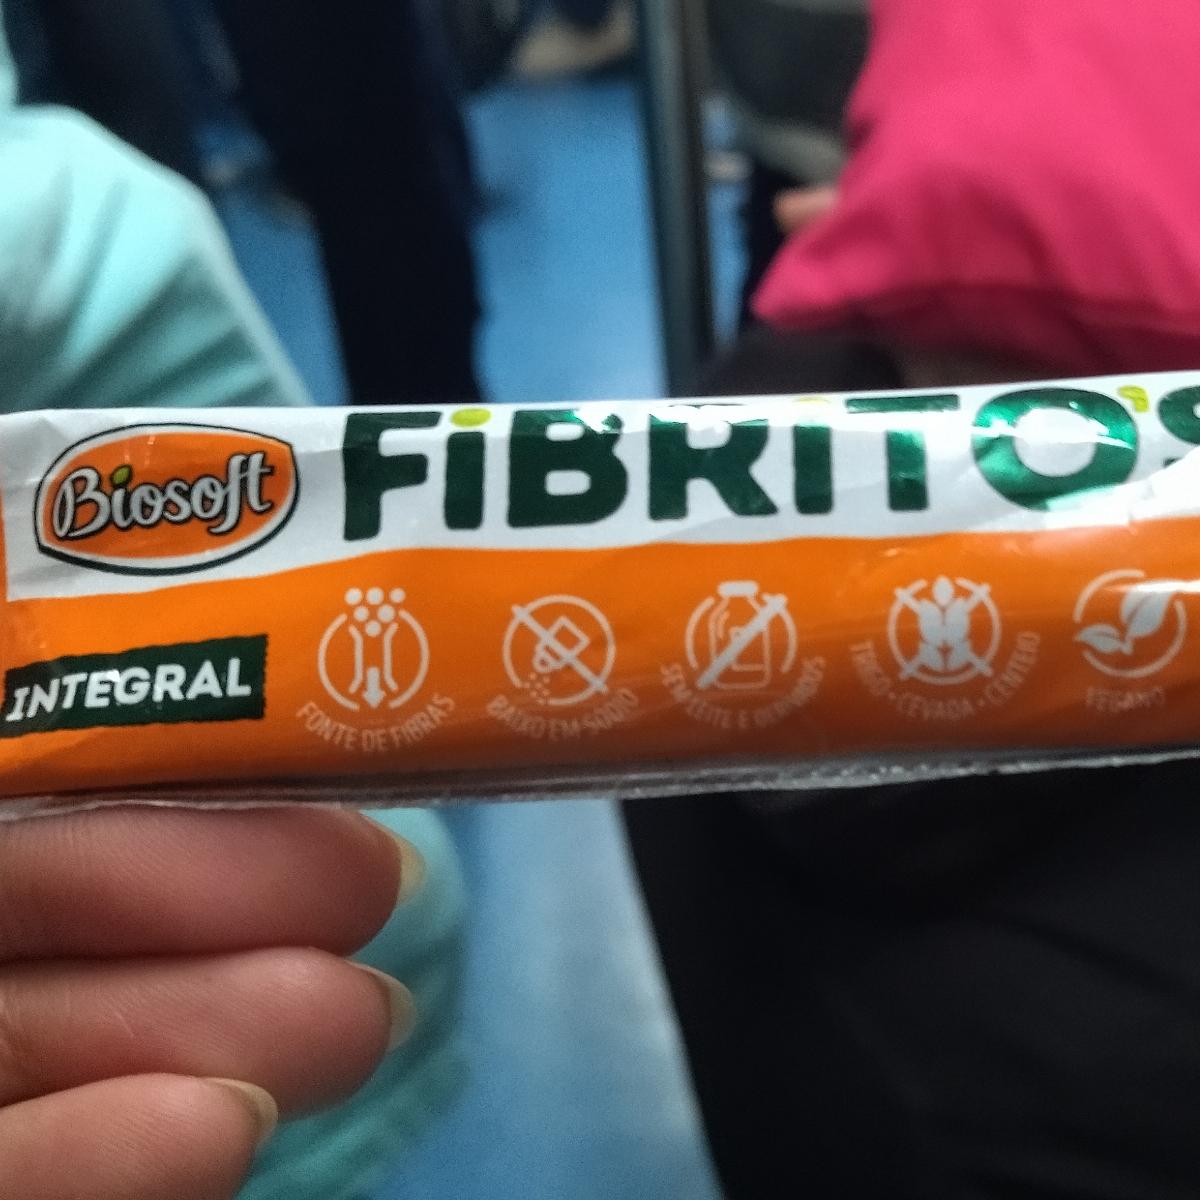 Biosoft
FiBRiTO'S
INTEGRAL
FONTE DE FIBRAS
BAIXO EM SÓDIO
SEM LEITE E DERIVADOS
TRIGO • CEVADA • CENTEIO
VEGANO